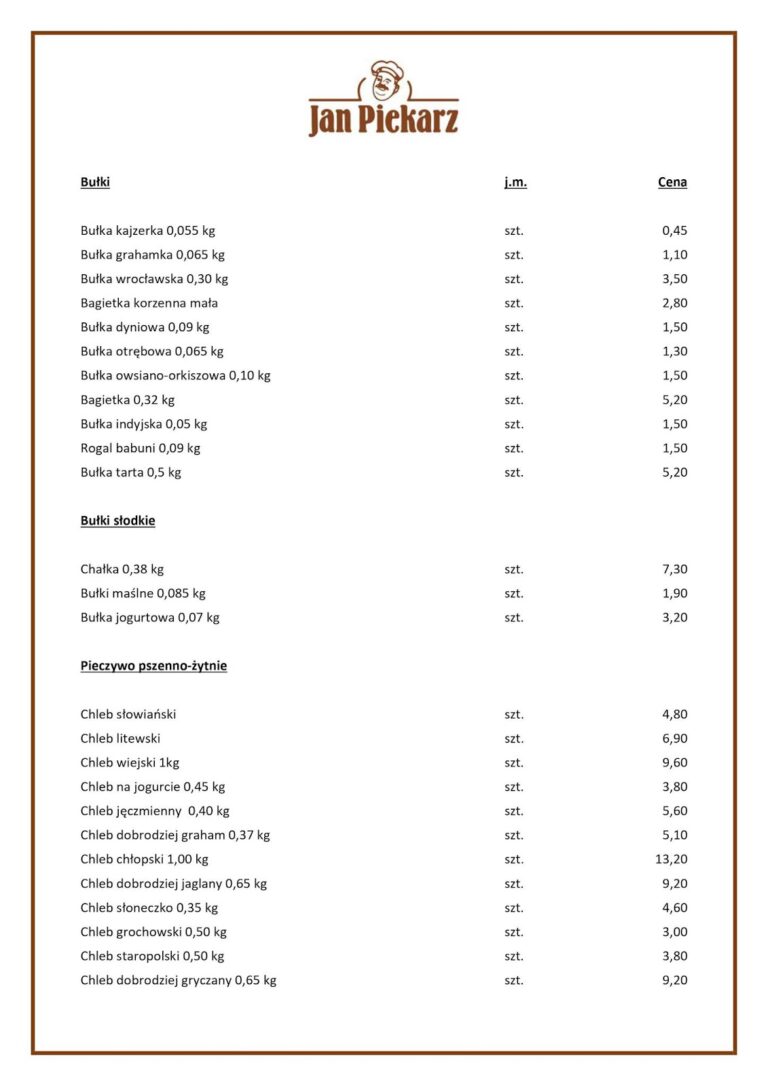 Jan Piekarz
Bułki j.m. Cena
Bułka kajzerka 0,055 kg szt. 0,45
Bułka grahamka 0,065 kg szt. 1,10
Bułka wrocławska 0,30 kg szt. 3,50
Bagietka korzenna mała szt. 2,80
Bułka dyniowa 0,09 kg szt. 1,50
Bułka otrębowa 0,065 kg szt. 1,30
Bułka owsiano-orkiszowa 0,10 kg szt. 1,50
Bagietka 0,32 kg szt. 5,20
Bułka indyjska 0,05 kg szt. 1,50
Rogal babuni 0,09 kg szt. 1,50
Bułka tarta 0,5 kg szt. 5,20
Bułki słodkie
Chałka 0,38 kg szt. 7,30
Bułki maślne 0,085 kg szt. 1,90
Bułka jogurtowa 0,07 kg szt. 3,20
Pieczywo pszenno-żytnie
Chleb słowiański szt. 4,80
Chleb litewski szt. 6,90
Chleb wiejski 1kg szt. 9,60
Chleb na jogurcie 0,45 kg szt. 3,80
Chleb jęczmienny  0,40 kg szt. 5,60
Chleb dobrodziej graham 0,37 kg szt. 5,10
Chleb chłopski 1,00 kg szt. 13,20
Chleb dobrodziej jaglany 0,65 kg szt. 9,20
Chleb słoneczko 0,35 kg szt. 4,60
Chleb grochowski 0,50 kg szt. 3,00
Chleb staropolski 0,50 kg szt. 3,80
Chleb dobrodziej gryczany 0,65 kg szt. 9,20